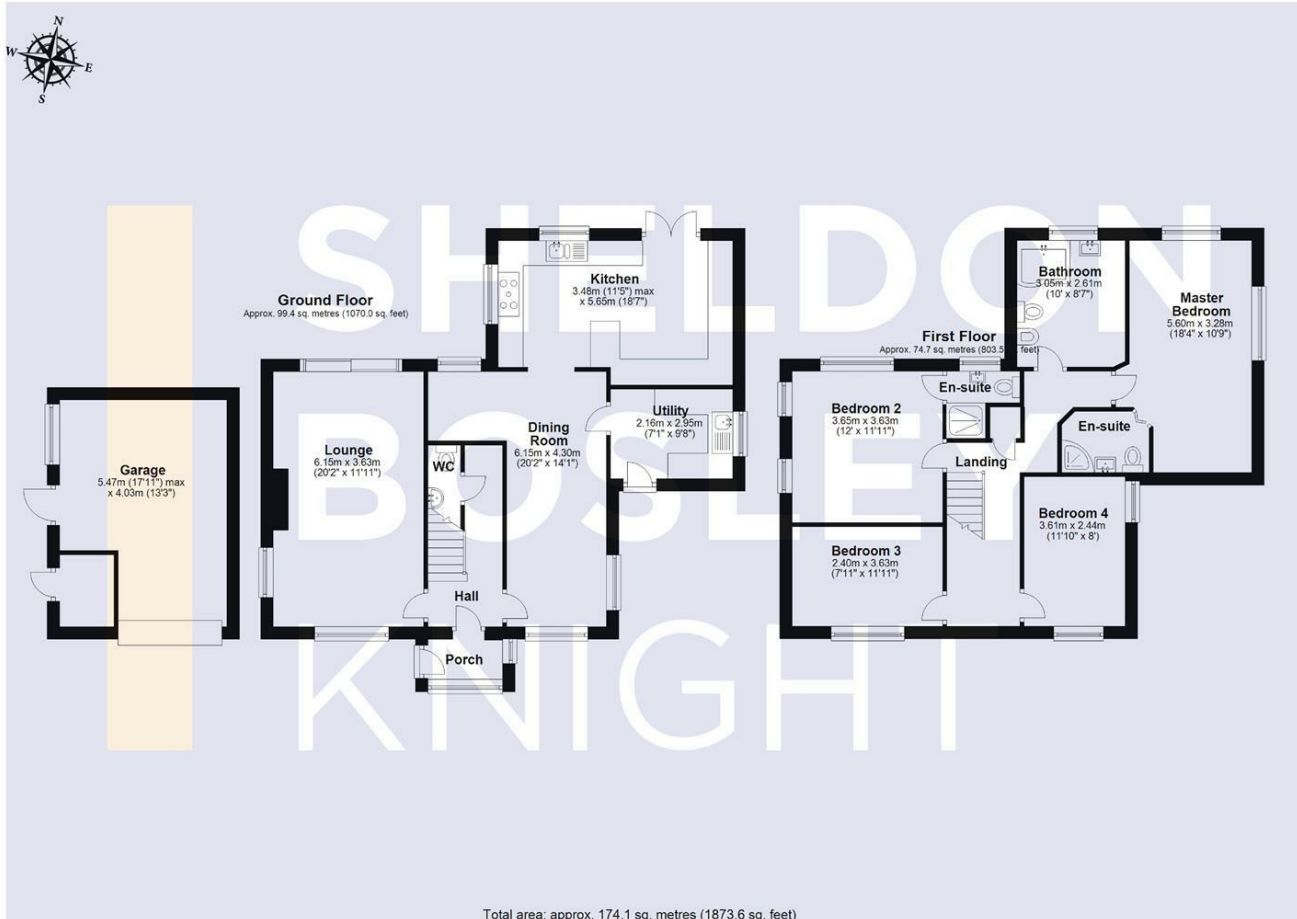 N
W
E
S
SHELDON
BOSLEY
KNIGHT
Ground Floor
Approx. 99.4 sq. metres (1070.0 sq. feet)
Garage
5.47m (17'11") max
x 4.03m (13'3")
Lounge
6.15m x 3.63m
(20'2" x 11'11")
Kitchen
3.48m (11'5") max
x 5.65m (18'7")
Utility
2.16m x 2.95m
(7'1" x 9'8")
Dining
Room
6.15m x 4.30m
(20'2" x 14'1")
WC
Hall
Porch
First Floor
Approx. 74.7 sq. metres (803.5 sq. feet)
Bathroom
3.05m x 2.61m
(10' x 8'7")
Master
Bedroom
5.60m x 3.28m
(18'4" x 10'9")
En-suite
Bedroom 2
3.65m x 3.63m
(12' x 11'11")
En-suite
Landing
Bedroom 4
3.61m x 2.44m
(11'10" x 8')
Bedroom 3
2.40m x 3.63m
(7'11" x 11'11")
Total area: approx. 174.1 sq. metres (1873.6 sq. feet)